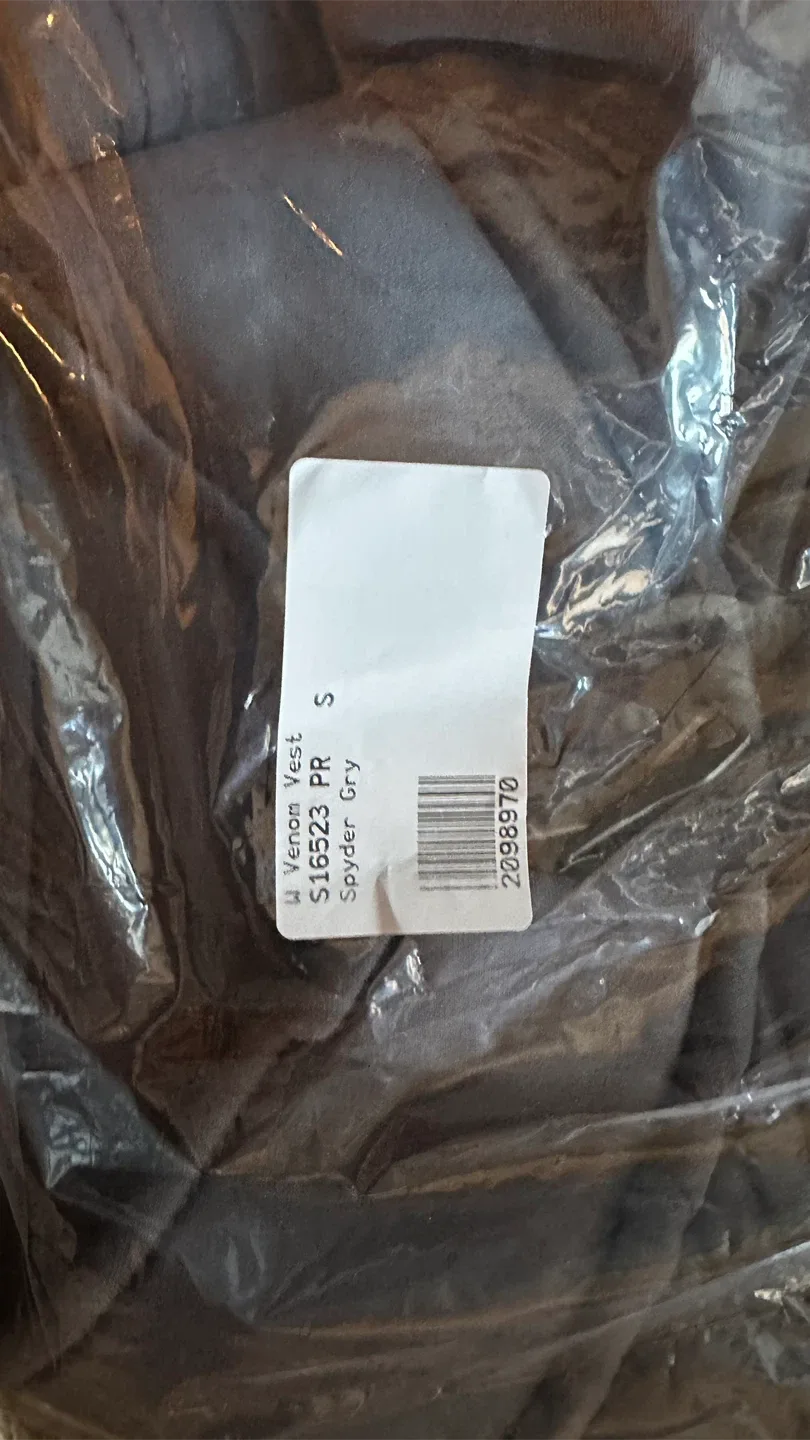 W Venom Vest
S16523 PR S
Spyder Gry
2098970